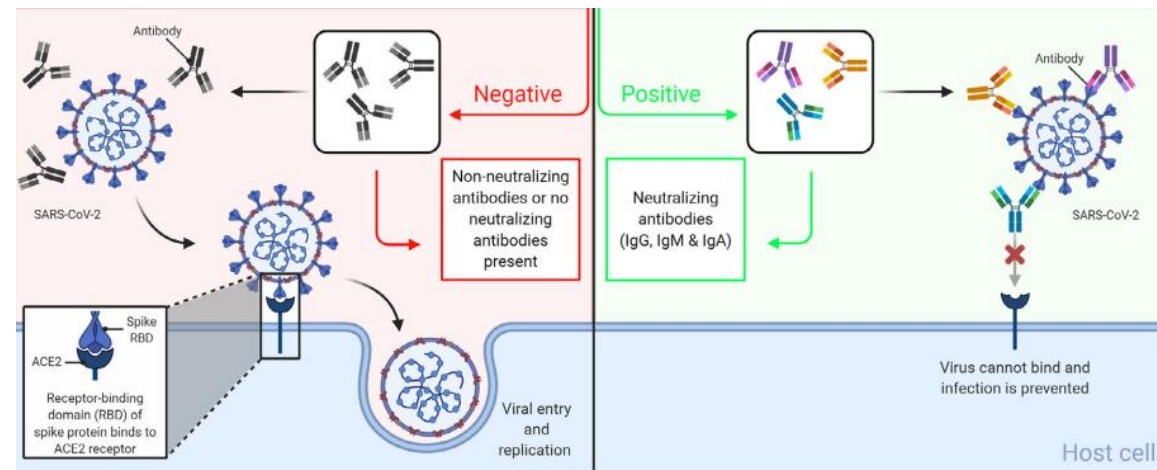 Antibody
SARS-CoV-2
Negative
Non-neutralizing
antibodies or no
neutralizing
antibodies
present
Spike
RBD
ACE2
Receptor-binding
domain (RBD) of
spike protein binds to
ACE2 receptor
Viral entry
and
replication
Positive
Neutralizing
antibodies
(IgG, IgM & IgA)
Antibody
SARS-CoV-2
Virus cannot bind and
infection is prevented
Host cell